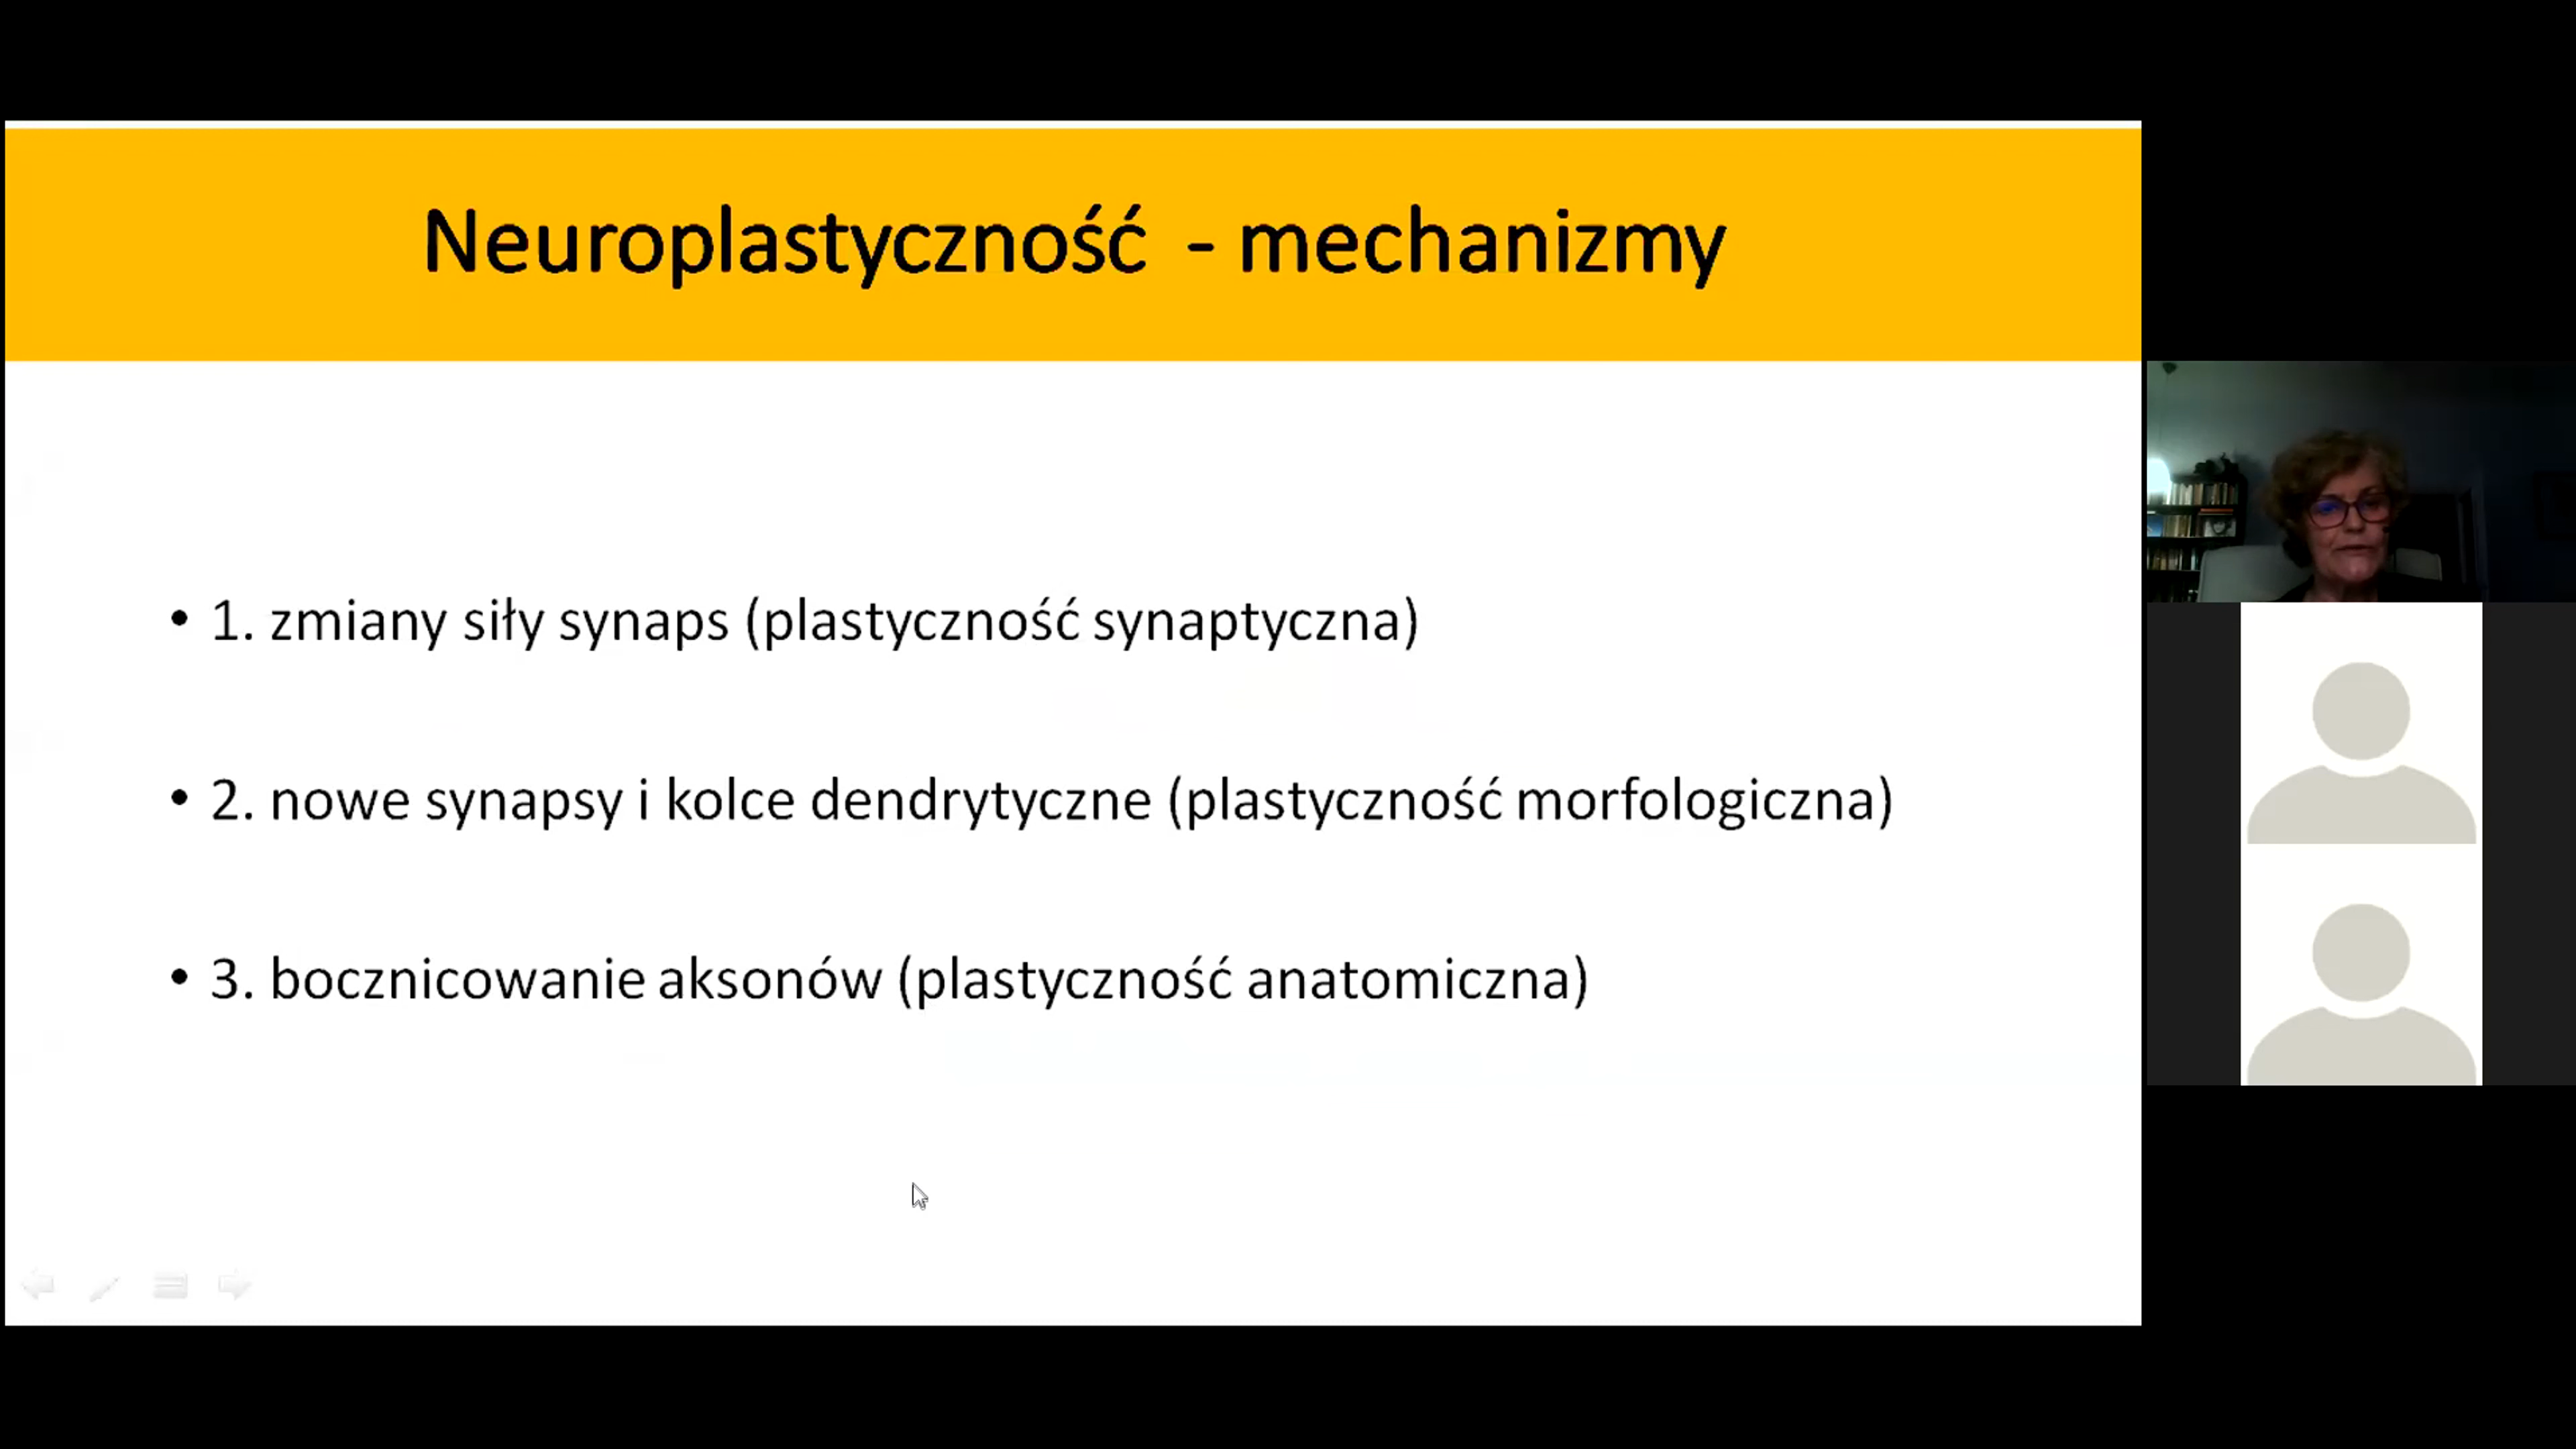 Neuroplastyczność - mechanizmy
• 1. zmiany siły synaps (plastyczność synaptyczna)
• 2. nowe synapsy i kolce dendrytyczne (plastyczność morfologiczna)
• 3. bocznicowanie aksonów (plastyczność anatomiczna)